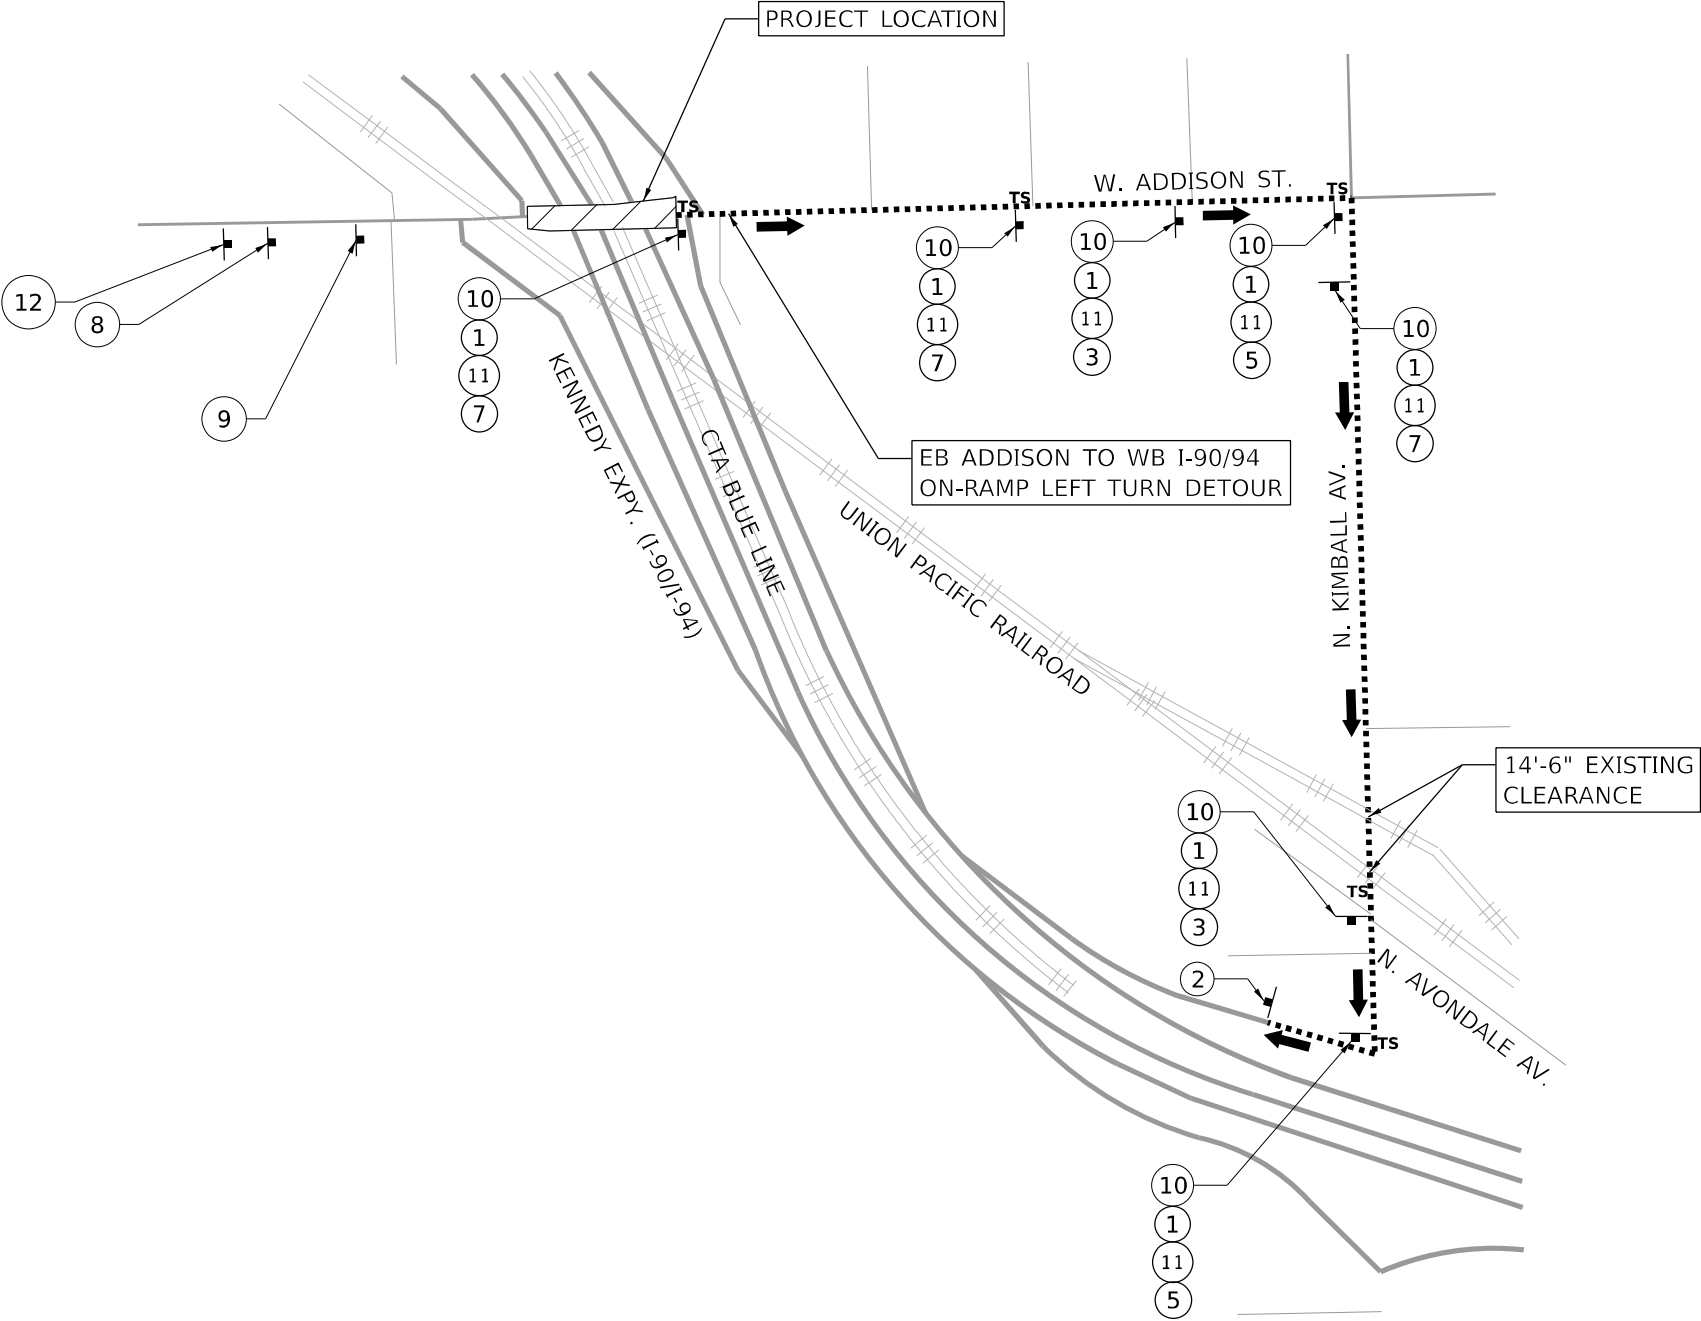 PROJECT LOCATION
W. ADDISON ST.
TS
TS
TS
12
8
9
10
1
11
7
10
1
11
7
10
1
11
3
10
1
11
5
10
1
11
7
KENNEDY EXPY. (I-90/I-94)
CTA BLUE LINE
EB ADDISON TO WB I-90/94
ON-RAMP LEFT TURN DETOUR
UNION PACIFIC RAILROAD
N. KIMBALL AV.
14'-6" EXISTING
CLEARANCE
10
1
11
3
TS
2
N. AVONDALE AV.
TS
10
1
11
5